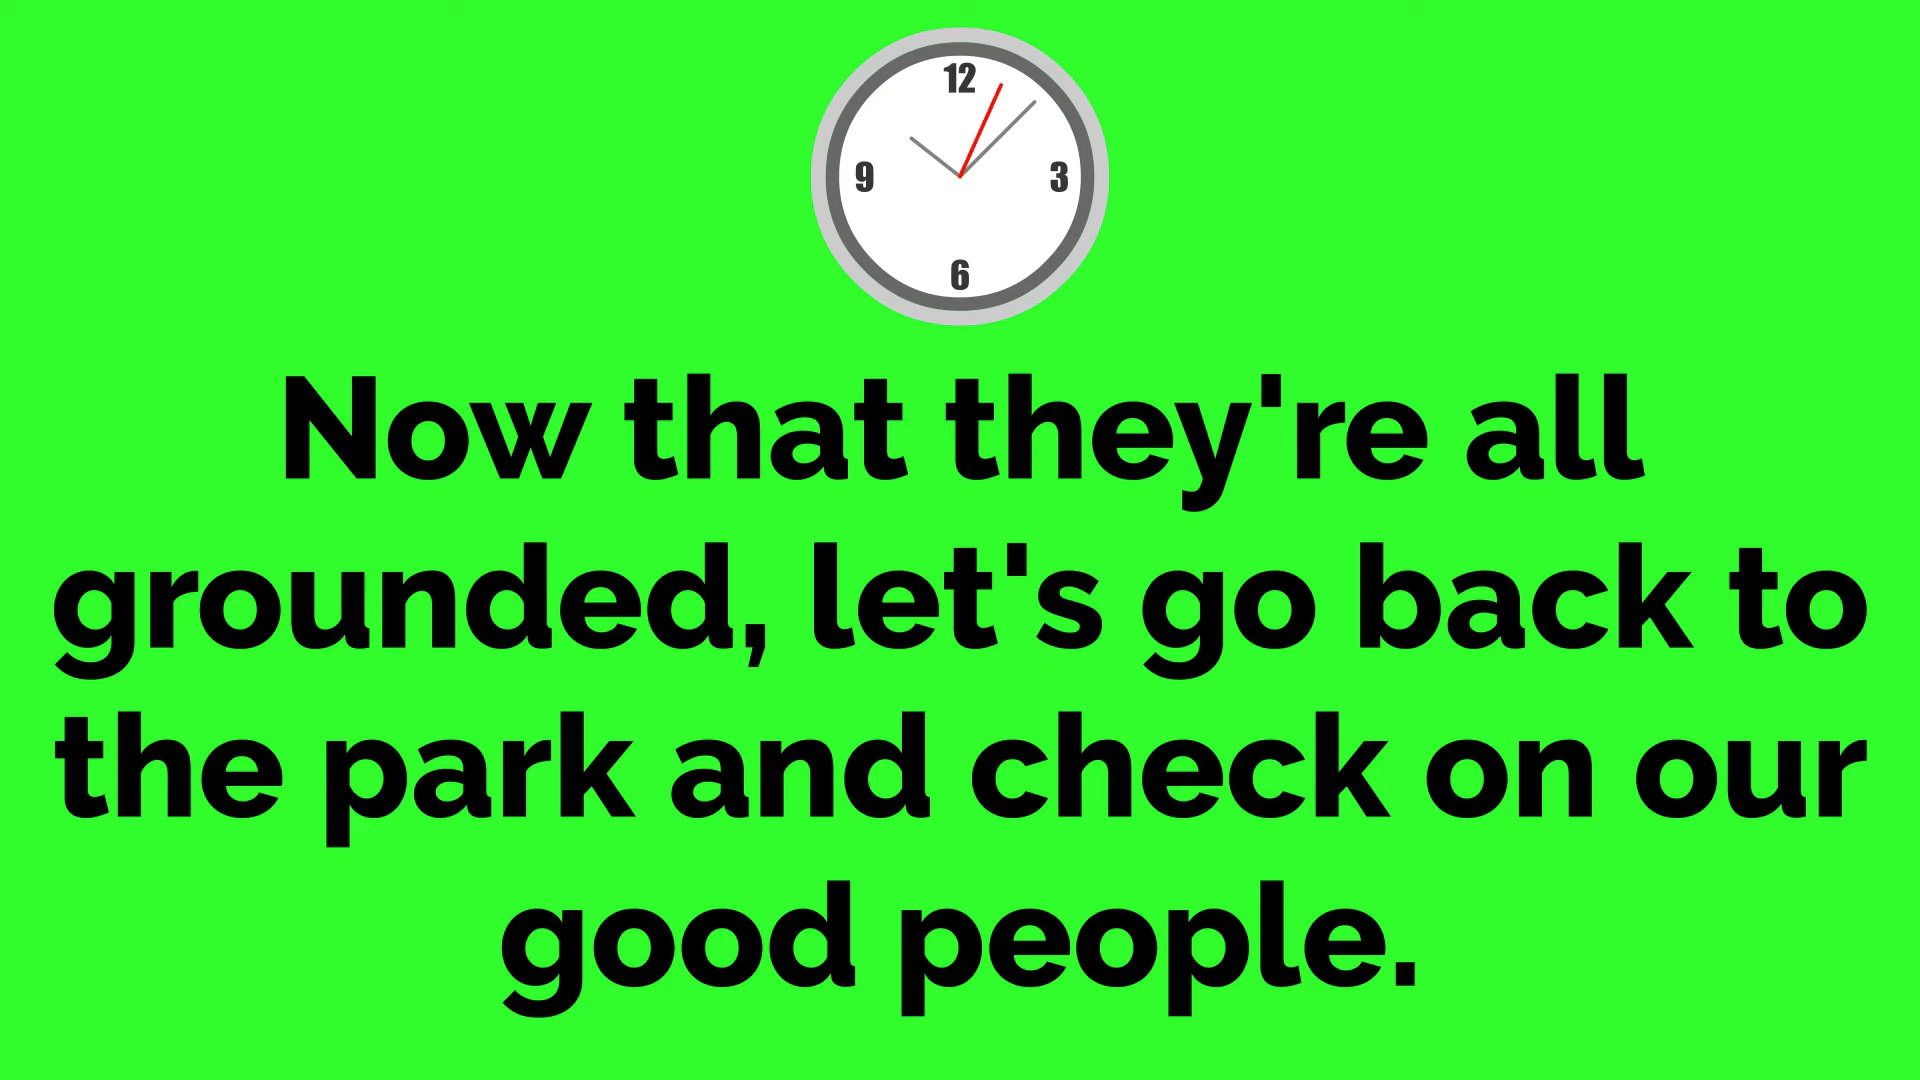 12
9 3
6
Now that they're all
grounded, let's go back to
the park and check on our
good people.